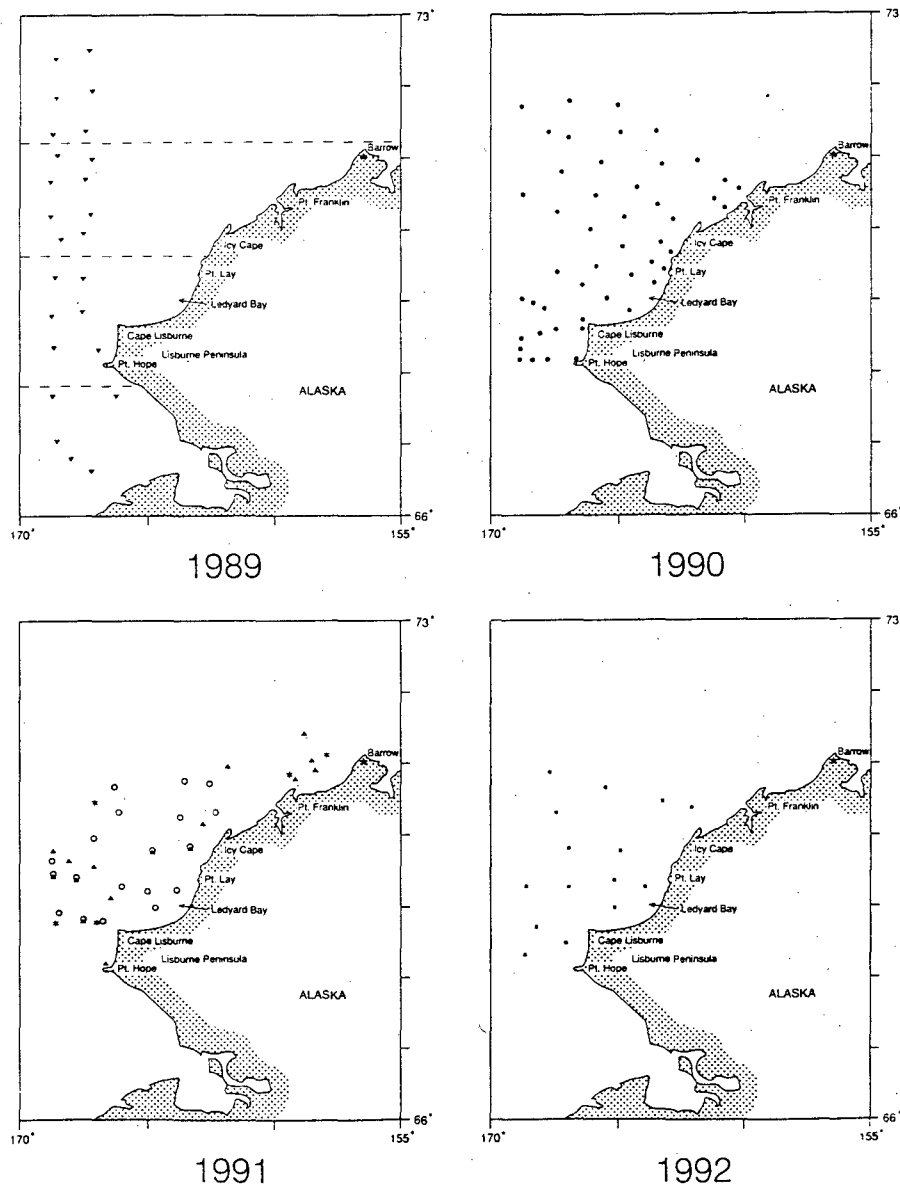 73°
Barrow
Pt. Franklin
Icy Cape
Pt. Lay
Ledyard Bay
Cape Lisburne
Lisburne Peninsula
Pt. Hope
ALASKA
66°
170°
155°
1989
73
Barrow
Pt. Franklin
Icy Cape
Pt. Lay
Ledyard Bay
Cape Lisburne
Lisburne Peninsula
Pt. Hope
ALASKA
66°
170°
155°
1990
73°
Barrow
Pt. Franklin
Icy Cape
Pt. Lay
Ledyard Bay
Cape Lisburne
Lisburne Peninsula
Pt. Hope
ALASKA
66°
170°
155°
1991
73
Barrow
Pt. Franklin
Icy Cape
Pt. Lay
Ledyard Bay
Cape Lisburne
Lisburne Peninsula
Pt. Hope
ALASKA
66°
170°
155°
1992